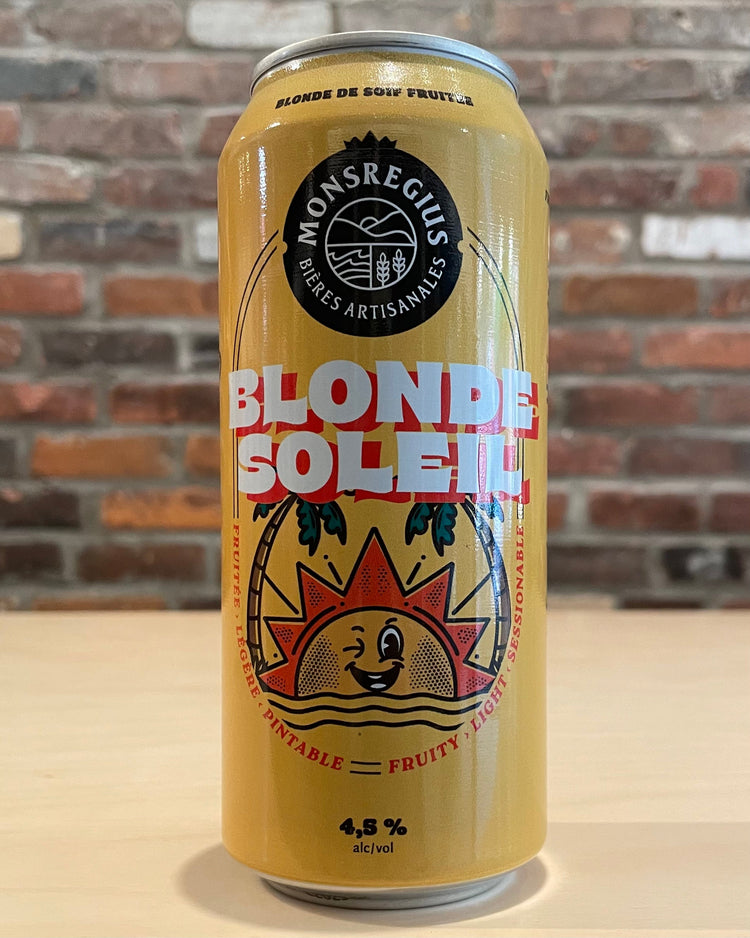 BLONDE DE SOIF FRUITÉE
MONSREGIUS
BIÈRES ARTISANALES
BLONDE
SOLEIL
FRUITÉE › LÉGÈRE ‹ PINTABLE = FRUITY › LIGHT ‹ SESSIONABLE
4,5 %
alc/vol